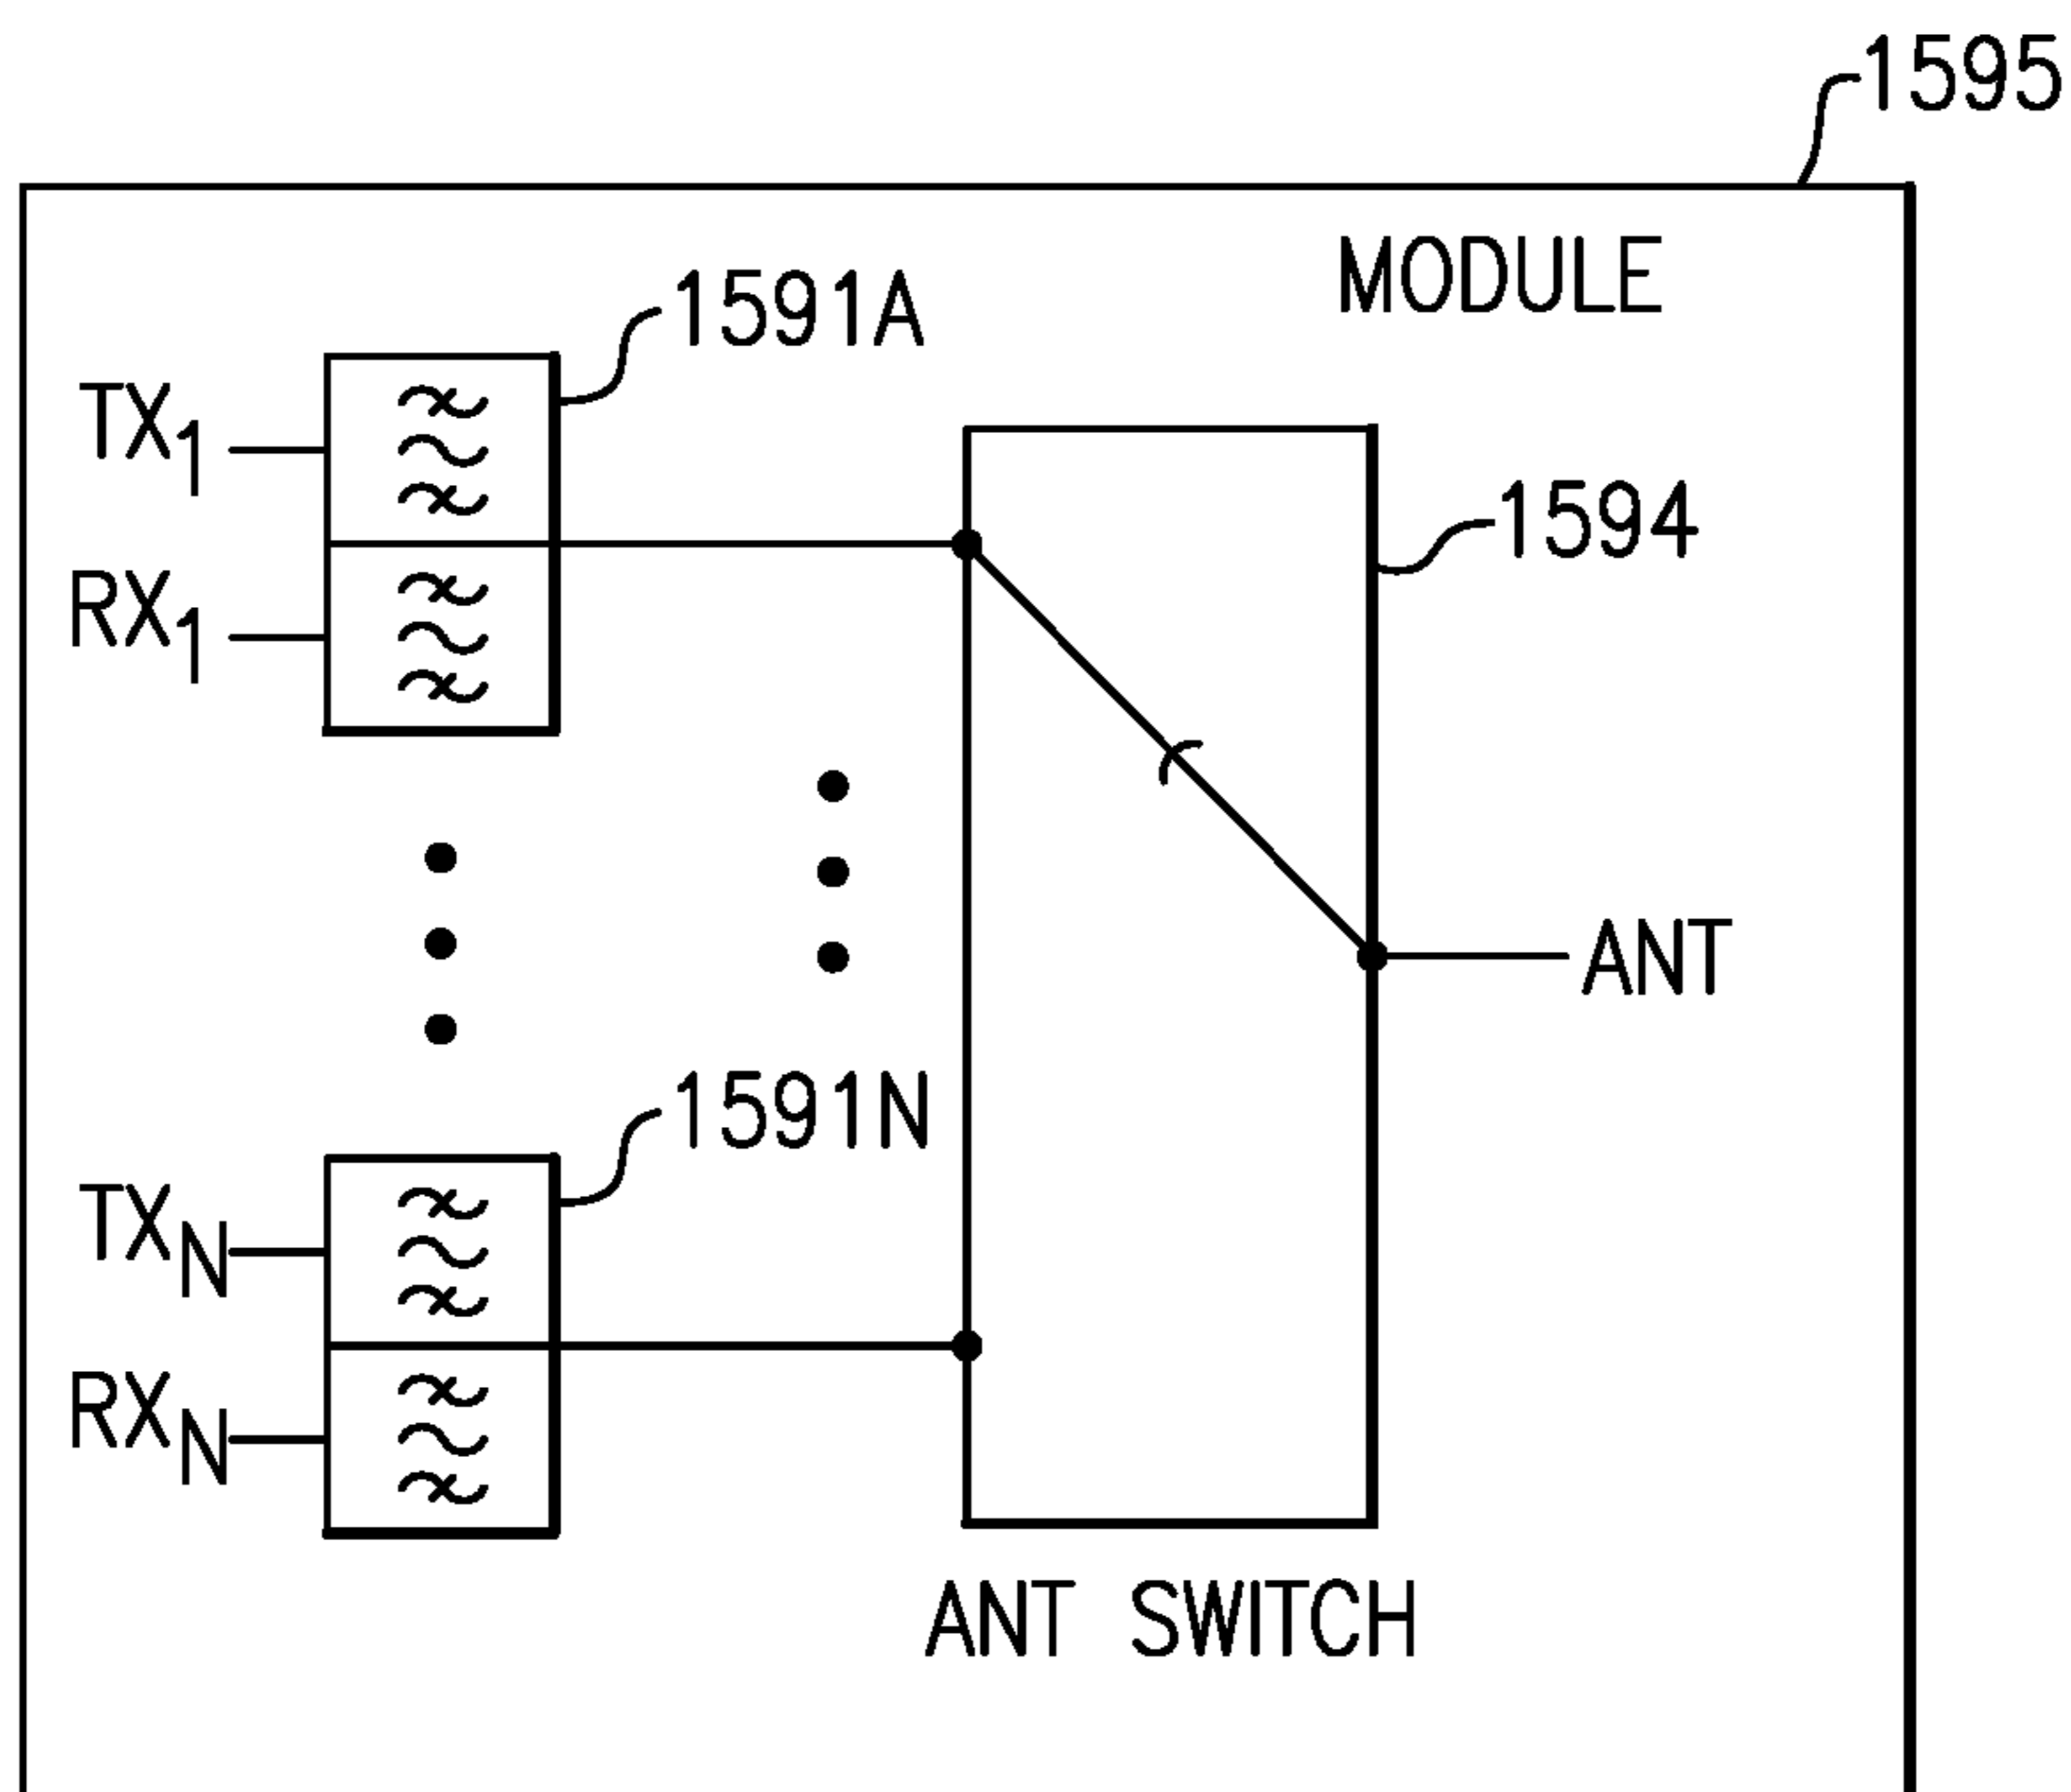 1595
MODULE
1591A
TX1
RX1
1594
ANT
1591N
TXN
RXN
ANT SWITCH